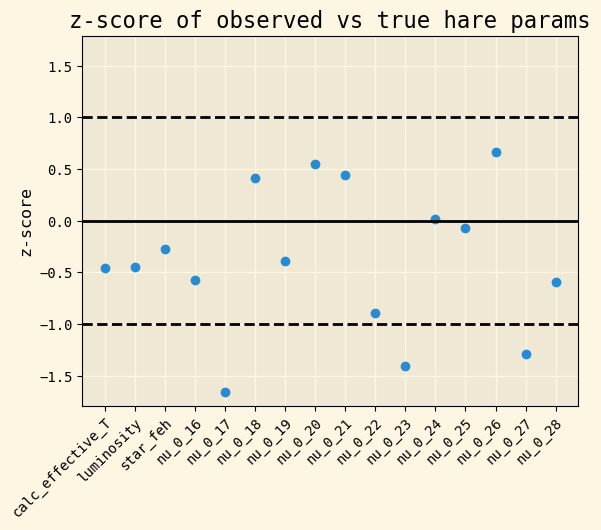 z-score of observed vs true hare params
z-score
1.5
1.0
0.5
0.0
−0.5
−1.0
−1.5
calc_effective_T
luminosity
star_feh
nu_0_16
nu_0_17
nu_0_18
nu_0_19
nu_0_20
nu_0_21
nu_0_22
nu_0_23
nu_0_24
nu_0_25
nu_0_26
nu_0_27
nu_0_28